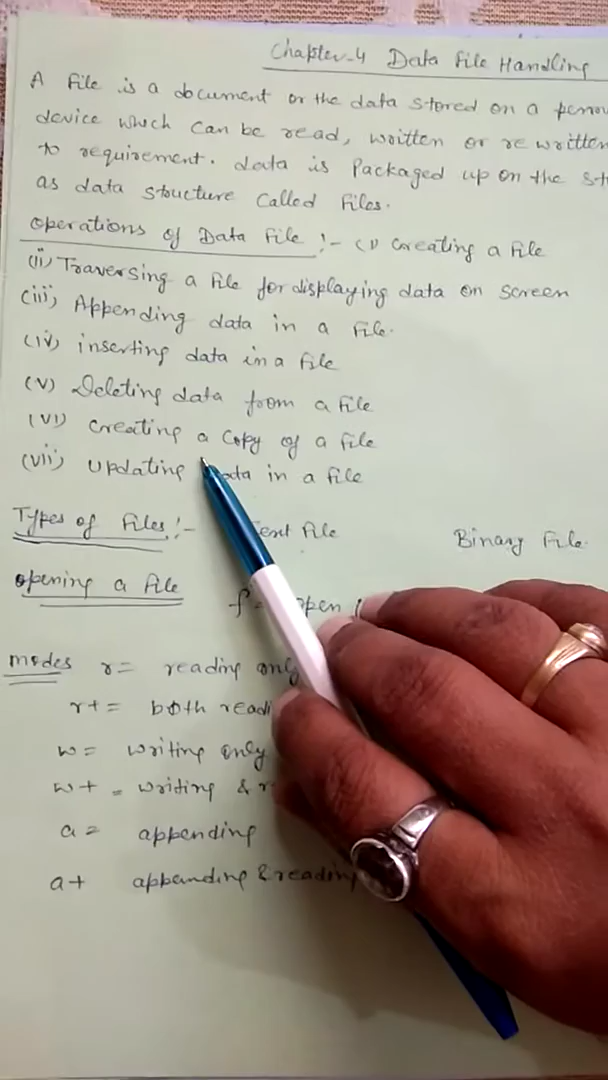 Chapter-4 Data File Handling
A File is a document or the data stored on a
device which can be read, written or re written
to requirement. data is Packaged up on the
as data structure called Files.
operations of Data File :- (i) Creating a File
(ii) Traversing a File for displaying data on screen
(iii) Appending data in a File.
(iv) inserting data in a File
(v) Deleting data from a File
(vi) Creating a Copy of a File
(vii) Updating data in a File
Types of Files :- Text File Binary File
opening a File f = open (
modes r = reading only
r+ = both
w = writing only
w+ = writing &
a = appending
a+ appending & reading